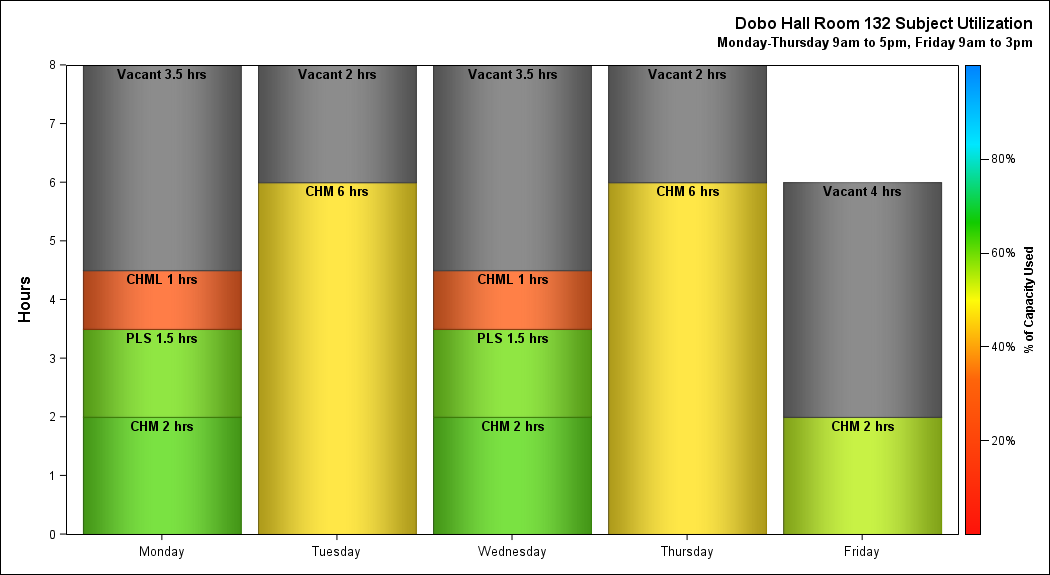 Dobo Hall Room 132 Subject Utilization
Monday-Thursday 9am to 5pm, Friday 9am to 3pm
Hours
8
7
6
5
4
3
2
1
0
Vacant 3.5 hrs
CHML 1 hrs
PLS 1.5 hrs
CHM 2 hrs
Monday
Vacant 2 hrs
CHM 6 hrs
Tuesday
Vacant 3.5 hrs
CHML 1 hrs
PLS 1.5 hrs
CHM 2 hrs
Wednesday
Vacant 2 hrs
CHM 6 hrs
Thursday
Vacant 4 hrs
CHM 2 hrs
Friday
80%
60%
40%
20%
% of Capacity Used